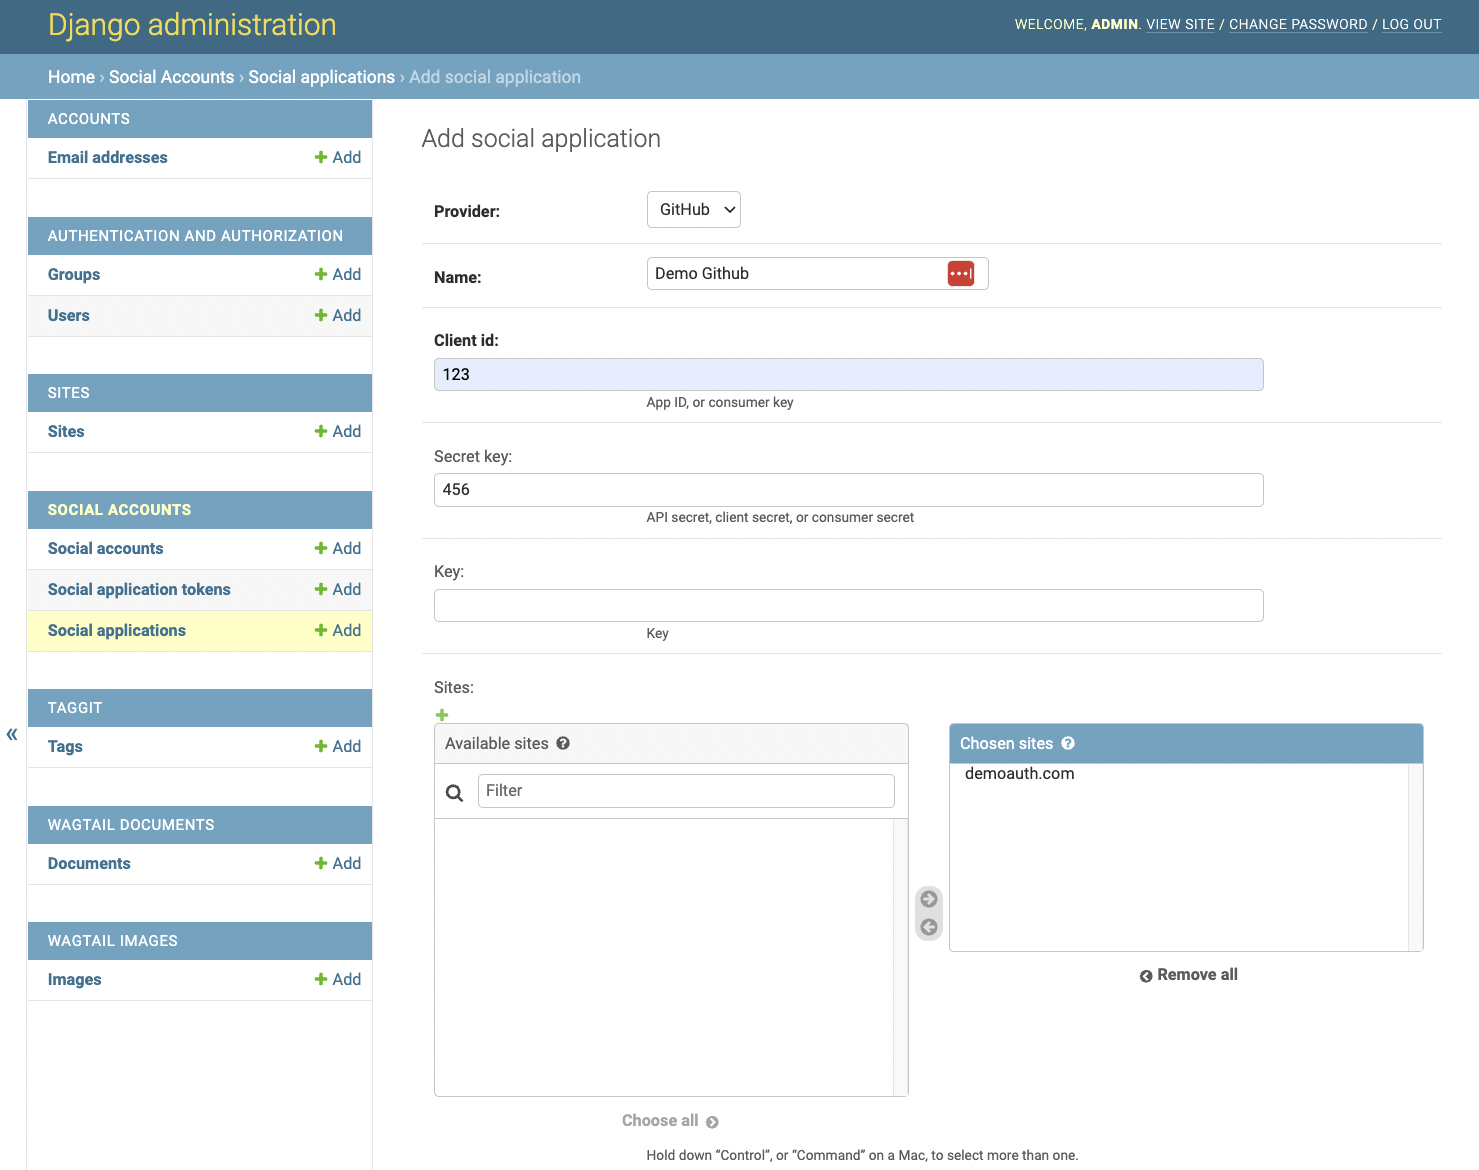 Django administration
WELCOME, ADMIN. VIEW SITE / CHANGE PASSWORD / LOG OUT
Home › Social Accounts › Social applications › Add social application
ACCOUNTS
Email addresses Add
AUTHENTICATION AND AUTHORIZATION
Groups Add
Users Add
SITES
Sites Add
SOCIAL ACCOUNTS
Social accounts Add
Social application tokens Add
Social applications Add
TAGGIT
Tags Add
WAGTAIL DOCUMENTS
Documents Add
WAGTAIL IMAGES
Images Add
«
Add social application
Provider: GitHub
Name: Demo Github
Client id:
123
App ID, or consumer key
Secret key:
456
API secret, client secret, or consumer secret
Key:
Key
Sites:
Available sites ?
Filter
Choose all
Chosen sites ?
demoauth.com
Remove all
Hold down “Control”, or “Command” on a Mac, to select more than one.